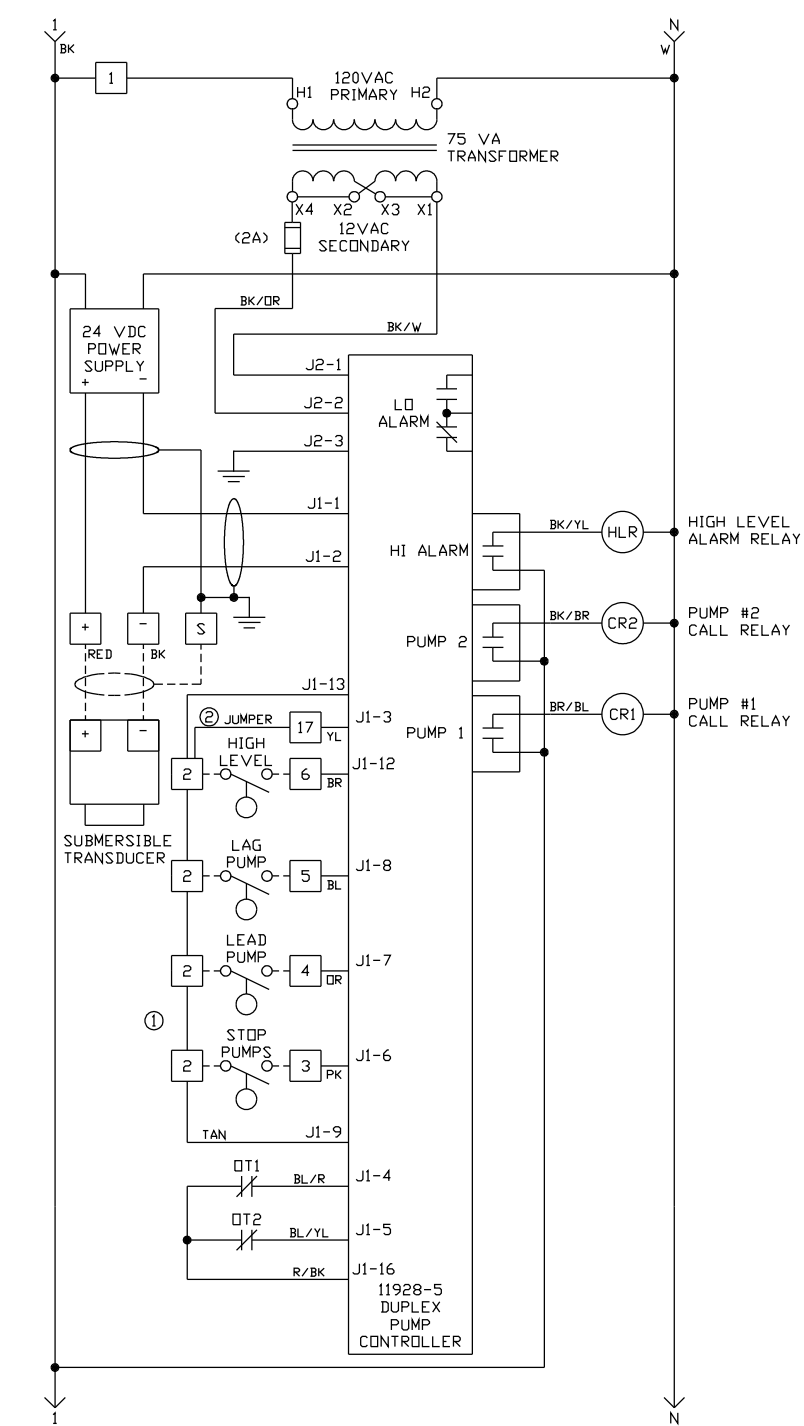 1
N
BK
W
1
120VAC
PRIMARY
H1
H2
75 VA
TRANSFORMER
X4
X2
X3
X1
(2A)
12VAC
SECONDARY
BK/OR
BK/W
24 VDC
POWER
SUPPLY
+
−
J2-1
J2-2
J2-3
LO
ALARM
J1-1
J1-2
HI ALARM
BK/YL
HLR
HIGH LEVEL
ALARM RELAY
+
−
S
RED
BK
PUMP 2
BK/BR
CR2
PUMP #2
CALL RELAY
J1-13
PUMP 1
BR/BL
CR1
PUMP #1
CALL RELAY
+
−
SUBMERSIBLE
TRANSDUCER
2
JUMPER
17
YL
J1-3
HIGH
LEVEL
2
6
BR
J1-12
LAG
PUMP
2
5
BL
J1-8
LEAD
PUMP
2
4
OR
J1-7
1
STOP
PUMPS
2
3
PK
J1-6
TAN
J1-9
OT1
BL/R
J1-4
OT2
BL/YL
J1-5
R/BK
J1-16
11928-5
DUPLEX
PUMP
CONTROLLER
1
N